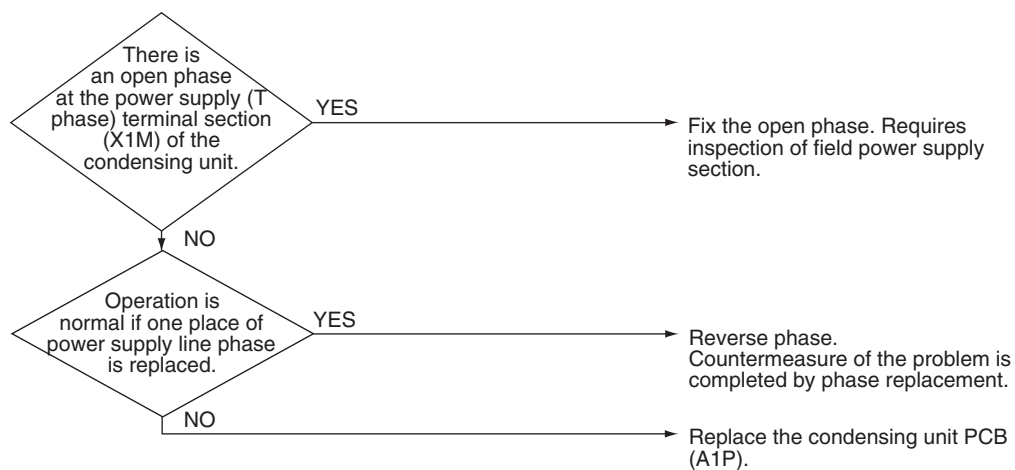 There is
an open phase
at the power supply (T
phase) terminal section
(X1M) of the
condensing unit.
YES
Fix the open phase. Requires
inspection of field power supply
section.
NO
Operation is
normal if one place of
power supply line phase
is replaced.
YES
Reverse phase.
Countermeasure of the problem is
completed by phase replacement.
NO
Replace the condensing unit PCB
(A1P).